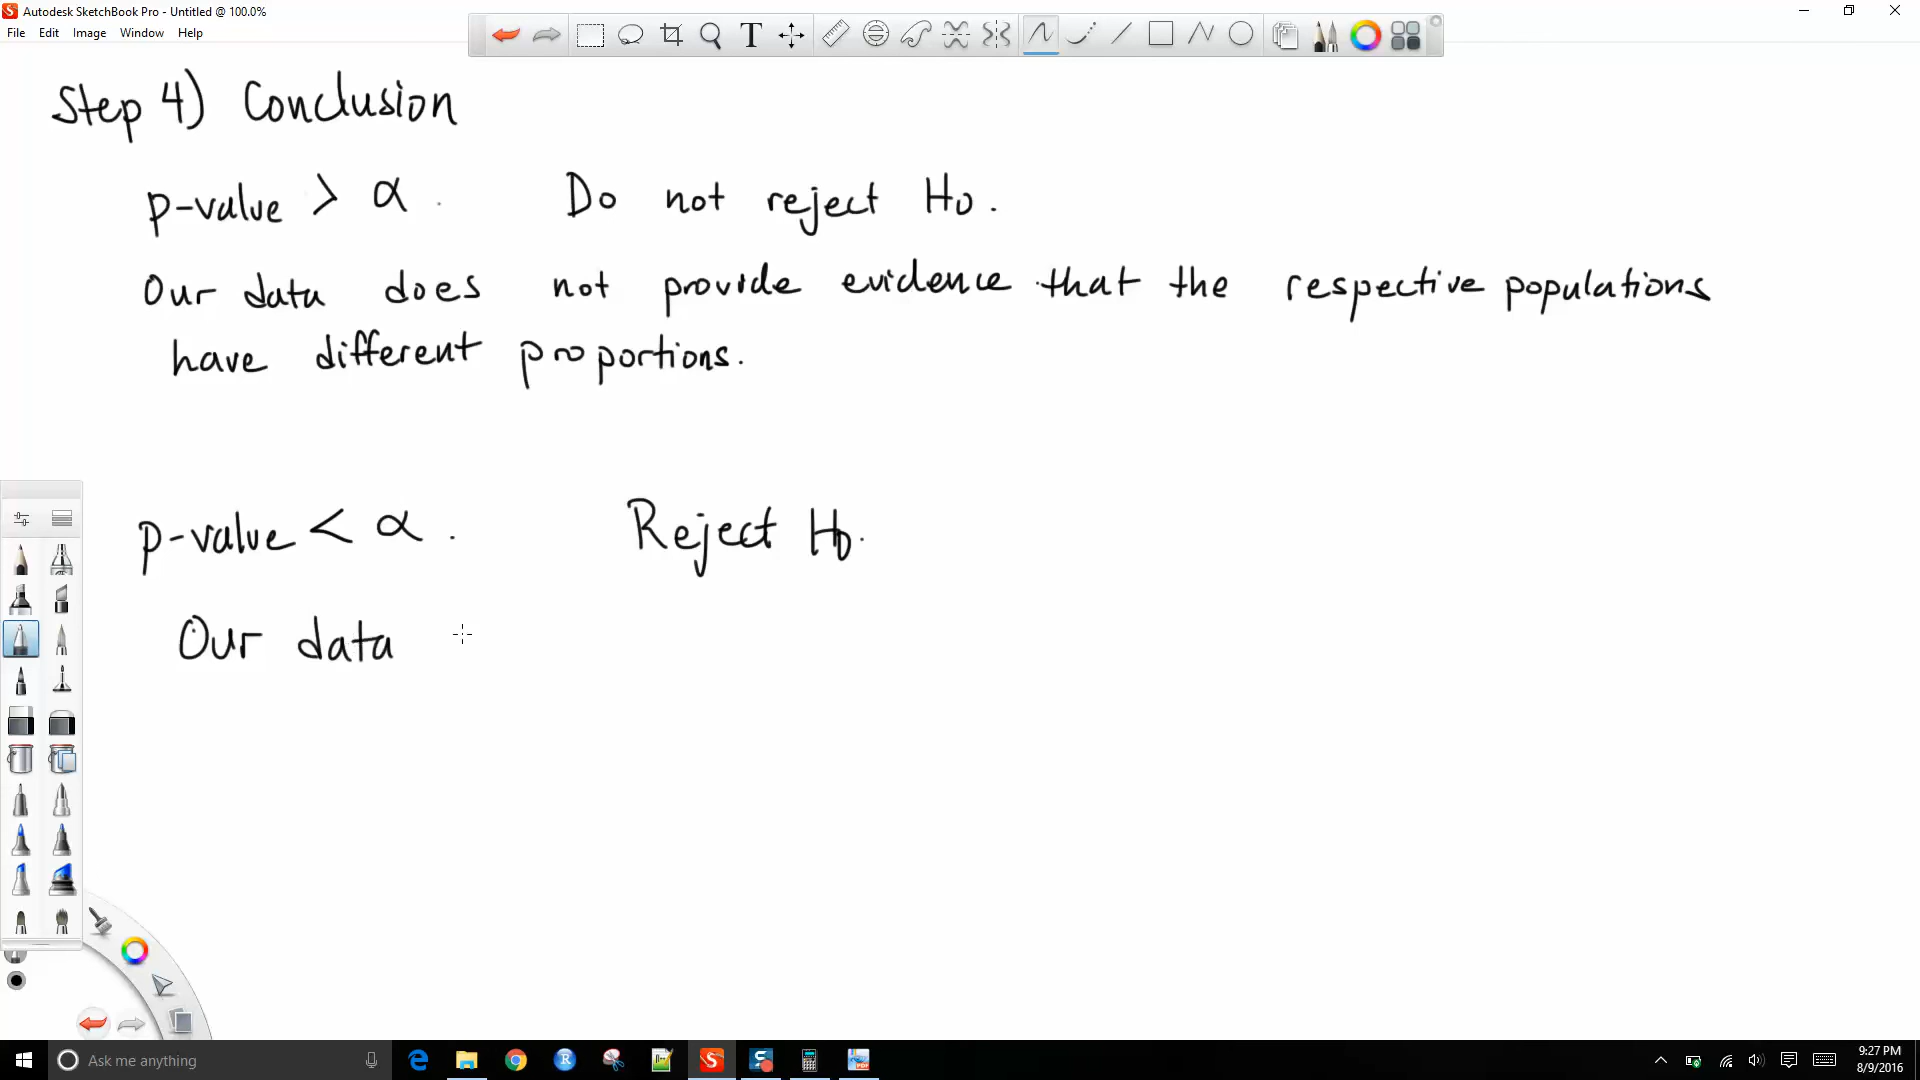 Autodesk SketchBook Pro - Untitled @ 100.0%
File Edit Image Window Help
T
Step 4) Conclusion
p-value > α. Do not reject H0.
Our data does not provide evidence that the respective populations
have different proportions.
p-value < α. Reject H0.
Our data
Ask me anything
9:27 PM
8/9/2016